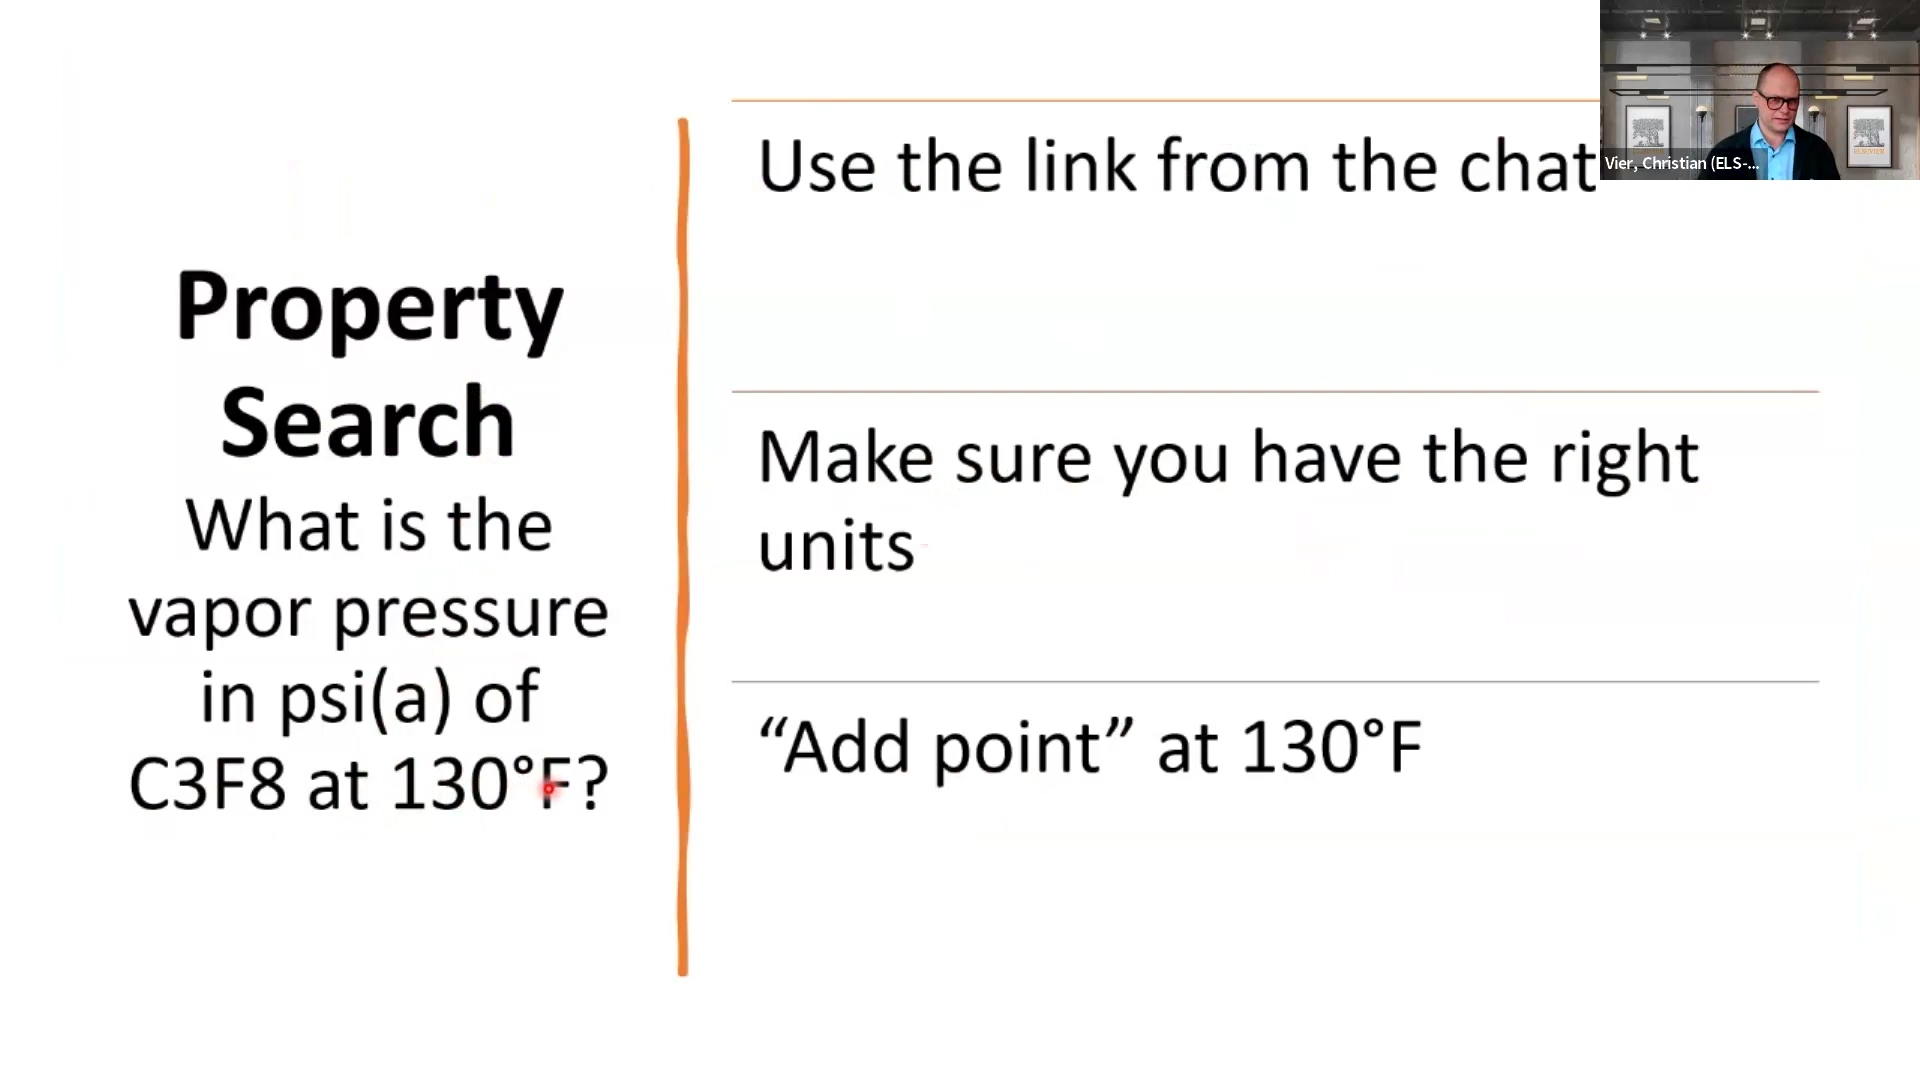 Property
Search
What is the
vapor pressure
in psi(a) of
C3F8 at 130°F?
Use the link from the chat
Make sure you have the right
units
“Add point” at 130°F
Vier, Christian (ELS-...